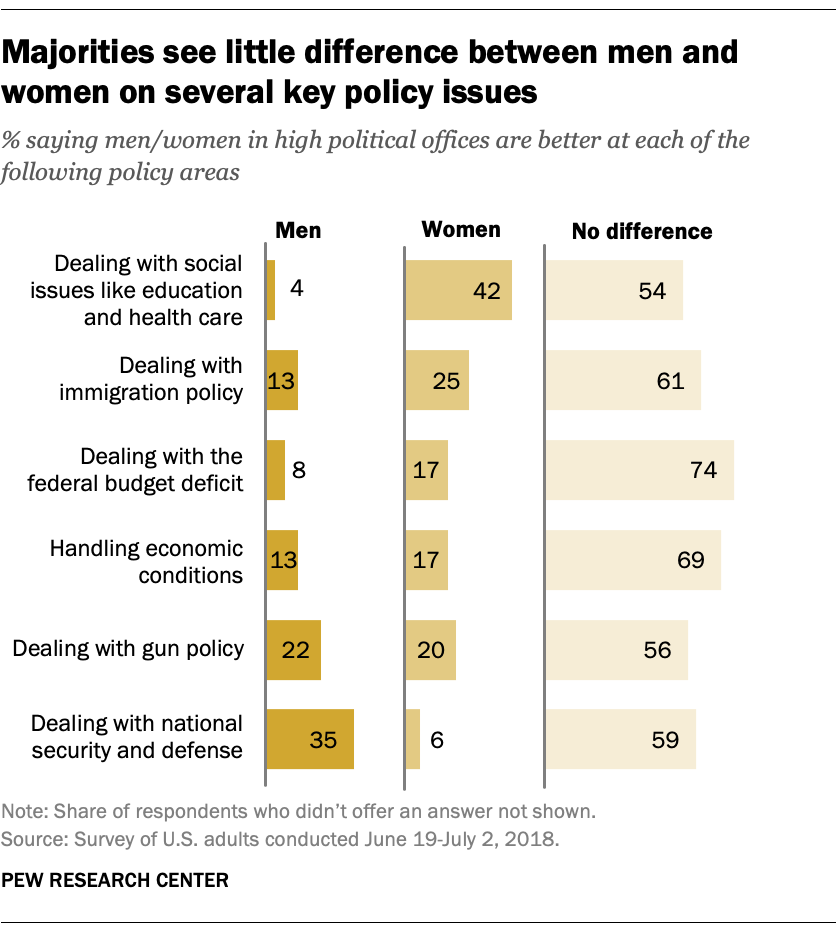 Majorities see little difference between men and
women on several key policy issues
% saying men/women in high political offices are better at each of the
following policy areas
Men Women No difference
Dealing with social
issues like education
and health care
4 42 54
Dealing with
immigration policy
13 25 61
Dealing with the
federal budget deficit
8 17 74
Handling economic
conditions
13 17 69
Dealing with gun policy 22 20 56
Dealing with national
security and defense
35 6 59
Note: Share of respondents who didn’t offer an answer not shown.
Source: Survey of U.S. adults conducted June 19-July 2, 2018.
PEW RESEARCH CENTER